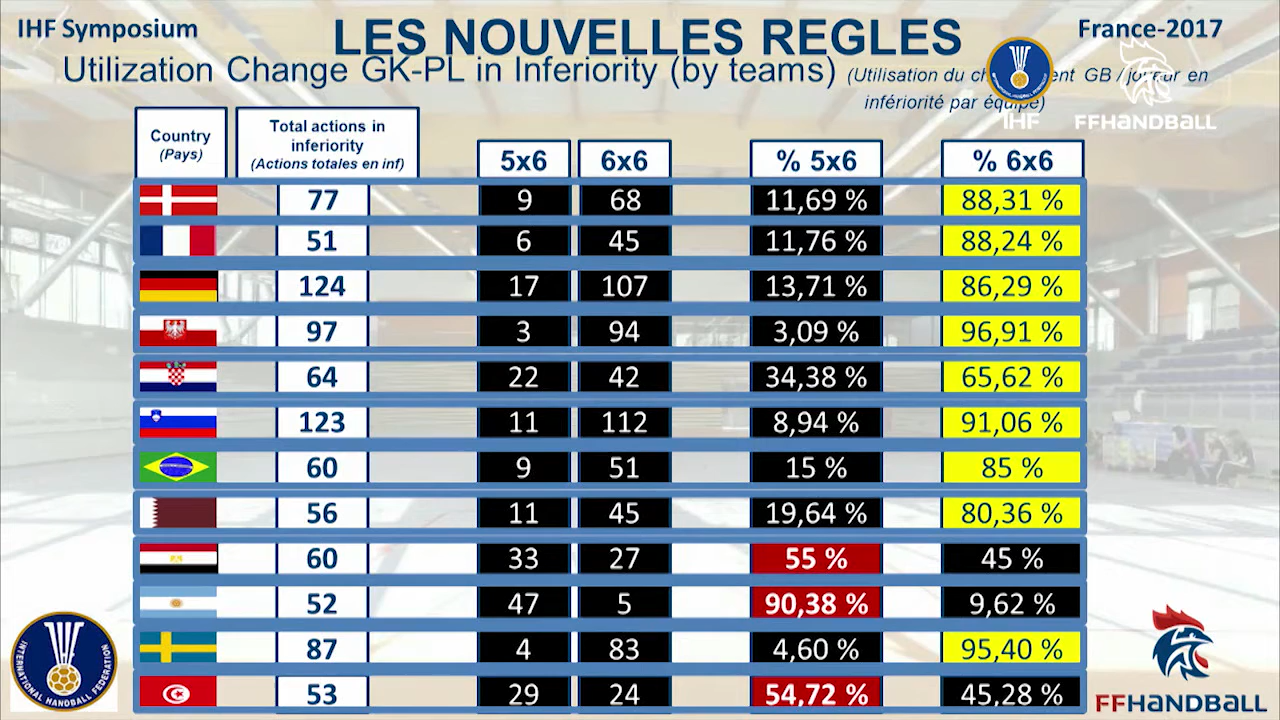 IHF Symposium
LES NOUVELLES REGLES
France-2017
Utilization Change GK-PL in Inferiority (by teams) (Utilisation du ch ent GB / joueur en
infériorité par équipe)
IHF
FFHANDBALL
Country
(Pays)
Total actions in
inferiority
(Actions totales en inf)
5x6 6x6 % 5x6 % 6x6
77 9 68 11,69 % 88,31 %
51 6 45 11,76 % 88,24 %
124 17 107 13,71 % 86,29 %
97 3 94 3,09 % 96,91 %
64 22 42 34,38 % 65,62 %
123 11 112 8,94 % 91,06 %
60 9 51 15 % 85 %
56 11 45 19,64 % 80,36 %
60 33 27 55 % 45 %
52 47 5 90,38 % 9,62 %
87 4 83 4,60 % 95,40 %
53 29 24 54,72 % 45,28 %
INTERNATIONAL HANDBALL FEDERATION
FFHANDBALL